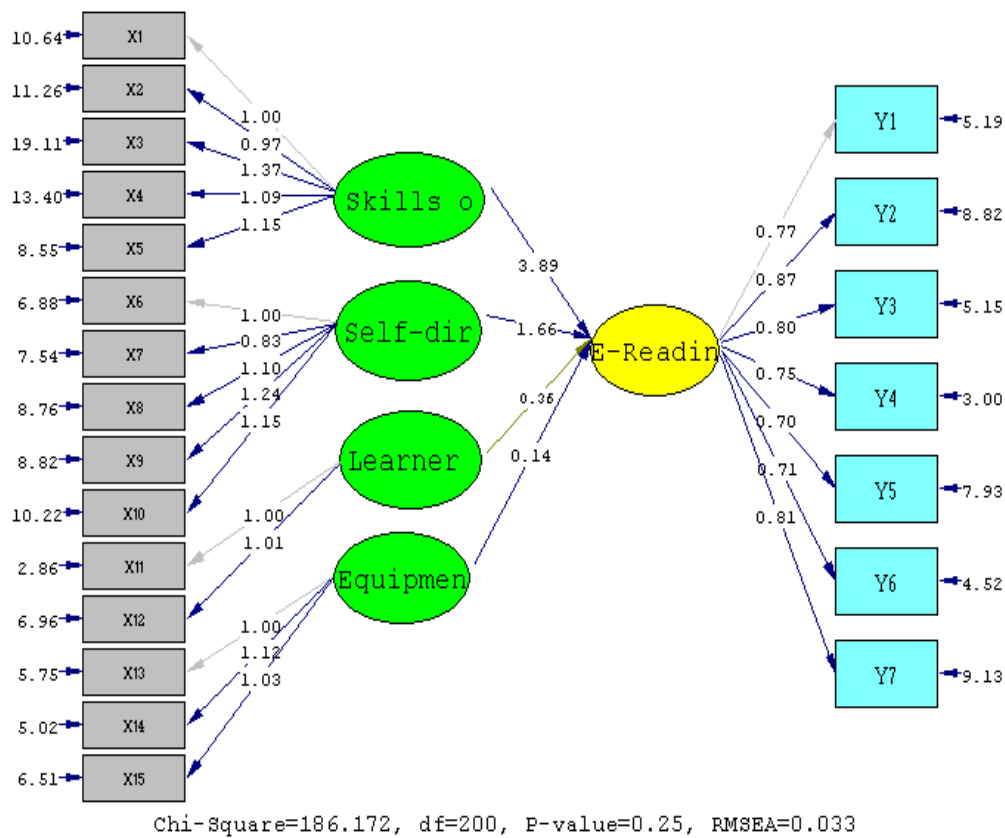 10.64 X1
11.26 X2
19.11 X3
13.40 X4
8.55 X5
6.88 X6
7.54 X7
8.76 X8
8.82 X9
10.22 X10
2.86 X11
6.96 X12
5.75 X13
5.02 X14
6.51 X15
1.00
0.97
1.37
1.09
1.15
1.00
0.83
1.10
1.24
1.15
1.00
1.01
1.00
1.12
1.03
Skills o
Self-dir
Learner
Equipmen
3.89
1.66
0.36
0.14
E-Readin
0.77
0.87
0.80
0.75
0.70
0.71
0.81
Y1 5.19
Y2 8.82
Y3 5.15
Y4 3.00
Y5 7.93
Y6 4.52
Y7 9.13
Chi-Square=186.172, df=200, P-value=0.25, RMSEA=0.033